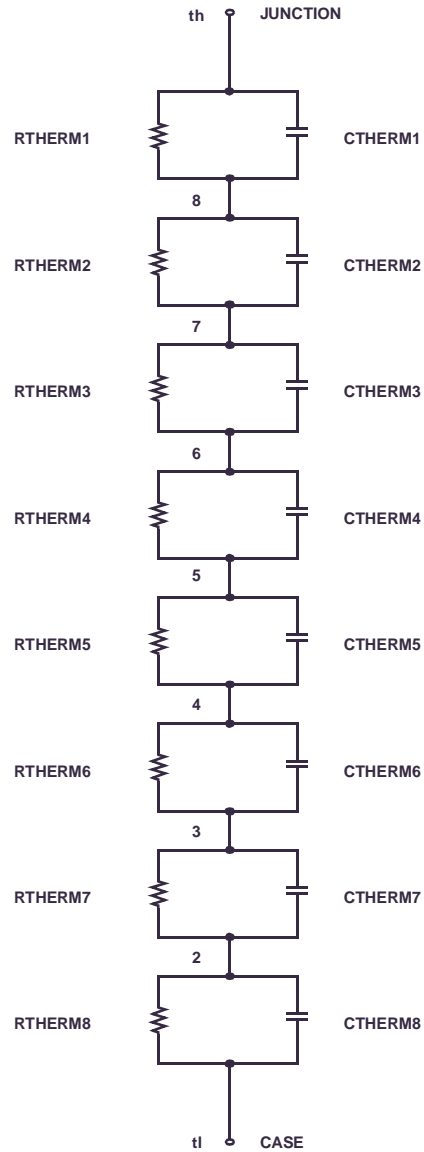 th JUNCTION
RTHERM1 CTHERM1
8
RTHERM2 CTHERM2
7
RTHERM3 CTHERM3
6
RTHERM4 CTHERM4
5
RTHERM5 CTHERM5
4
RTHERM6 CTHERM6
3
RTHERM7 CTHERM7
2
RTHERM8 CTHERM8
tl CASE